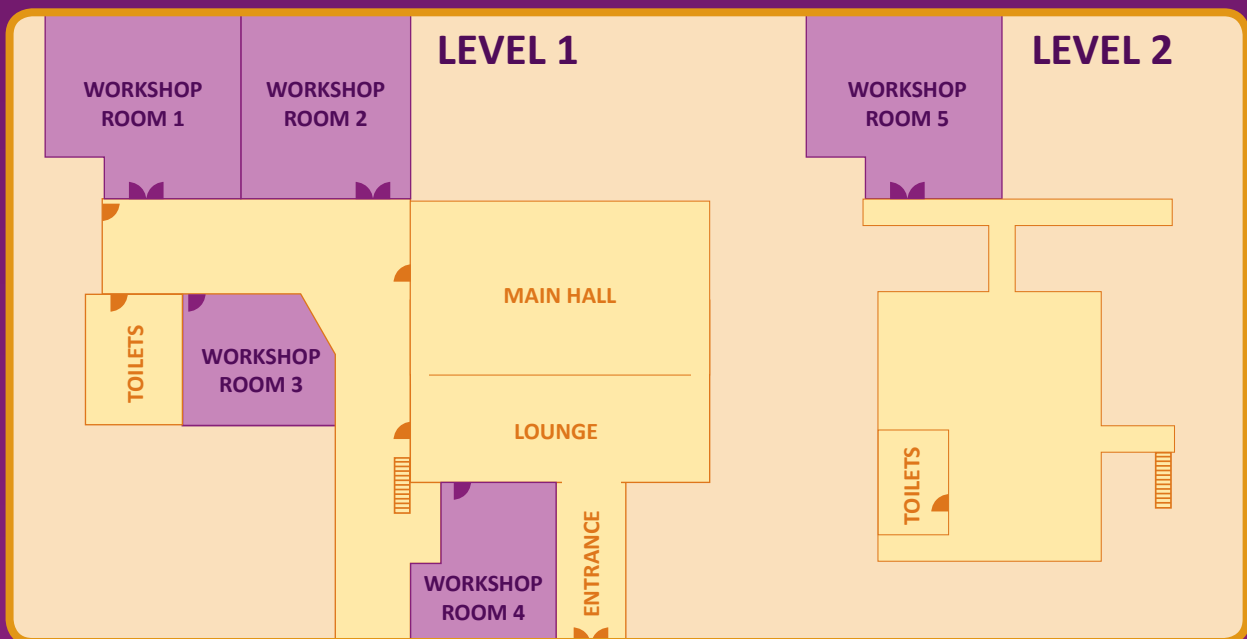 LEVEL 1
WORKSHOP
ROOM 1
WORKSHOP
ROOM 2
MAIN HALL
TOILETS
WORKSHOP
ROOM 3
LOUNGE
WORKSHOP
ROOM 4
ENTRANCE
LEVEL 2
WORKSHOP
ROOM 5
TOILETS